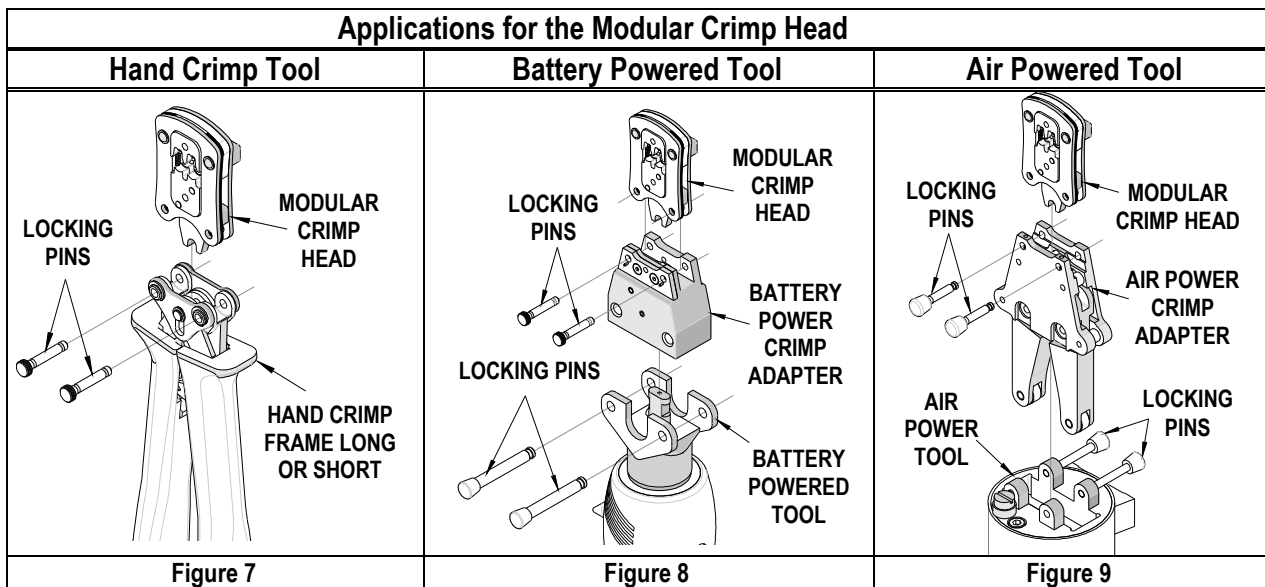 Applications for the Modular Crimp Head
Hand Crimp Tool
Battery Powered Tool
Air Powered Tool
MODULAR
CRIMP
HEAD
LOCKING
PINS
HAND CRIMP
FRAME LONG
OR SHORT
MODULAR
CRIMP
HEAD
LOCKING
PINS
BATTERY
POWER
CRIMP
ADAPTER
LOCKING PINS
BATTERY
POWERED
TOOL
LOCKING
PINS
MODULAR
CRIMP HEAD
AIR POWER
CRIMP
ADAPTER
AIR
POWER
TOOL
LOCKING
PINS
Figure 7
Figure 8
Figure 9